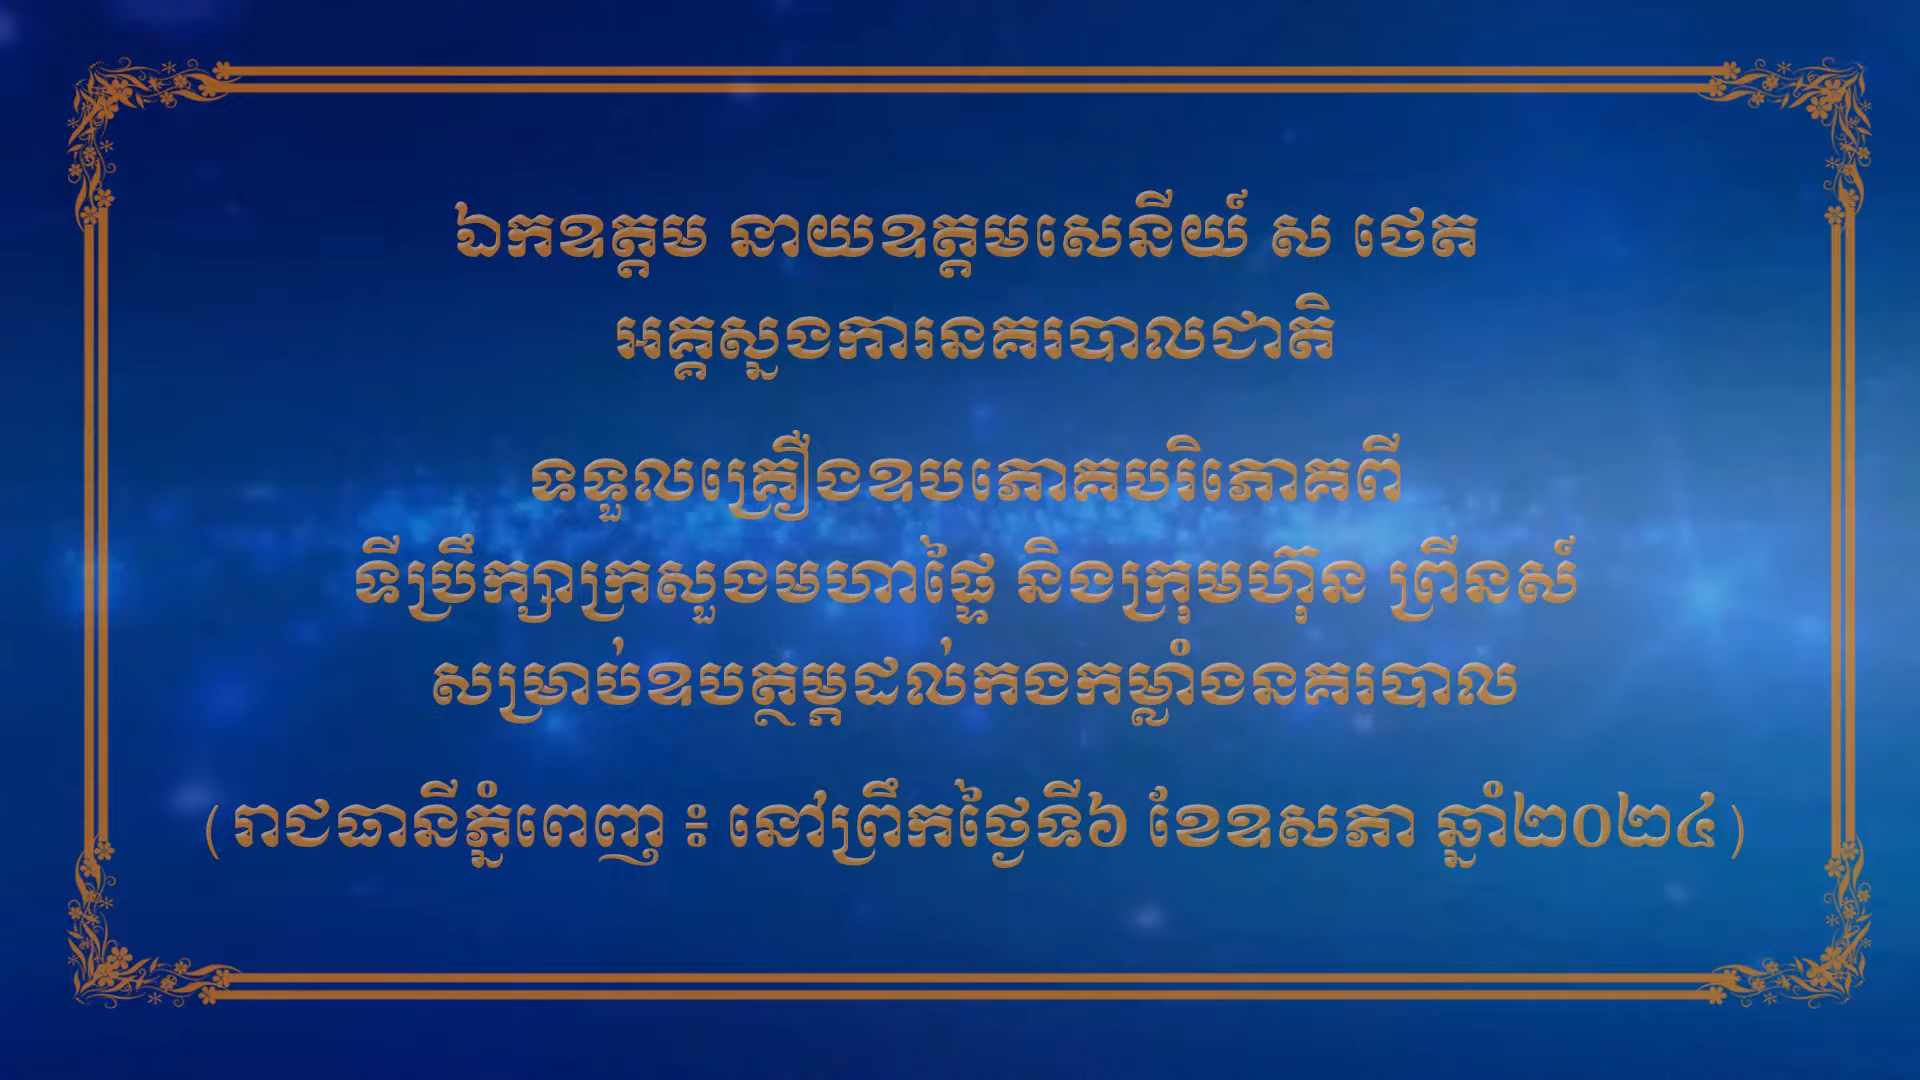 ឯកឧត្តម នាយឧត្តមសេនីយ៍ ស ថេត
អគ្គស្នងការនគរបាលជាតិ
ទទួលគ្រឿងឧបភោគបរិភោគពី
ទីប្រឹក្សាក្រសួងមហាផ្ទៃ និងក្រុមហ៊ុន ព្រីនស៍
សម្រាប់ឧបត្ថម្ភដល់កងកម្លាំងនគរបាល
(រាជធានីភ្នំពេញ ៖ នៅព្រឹកថ្ងៃទី៦ ខែឧសភា ឆ្នាំ២០២៤)